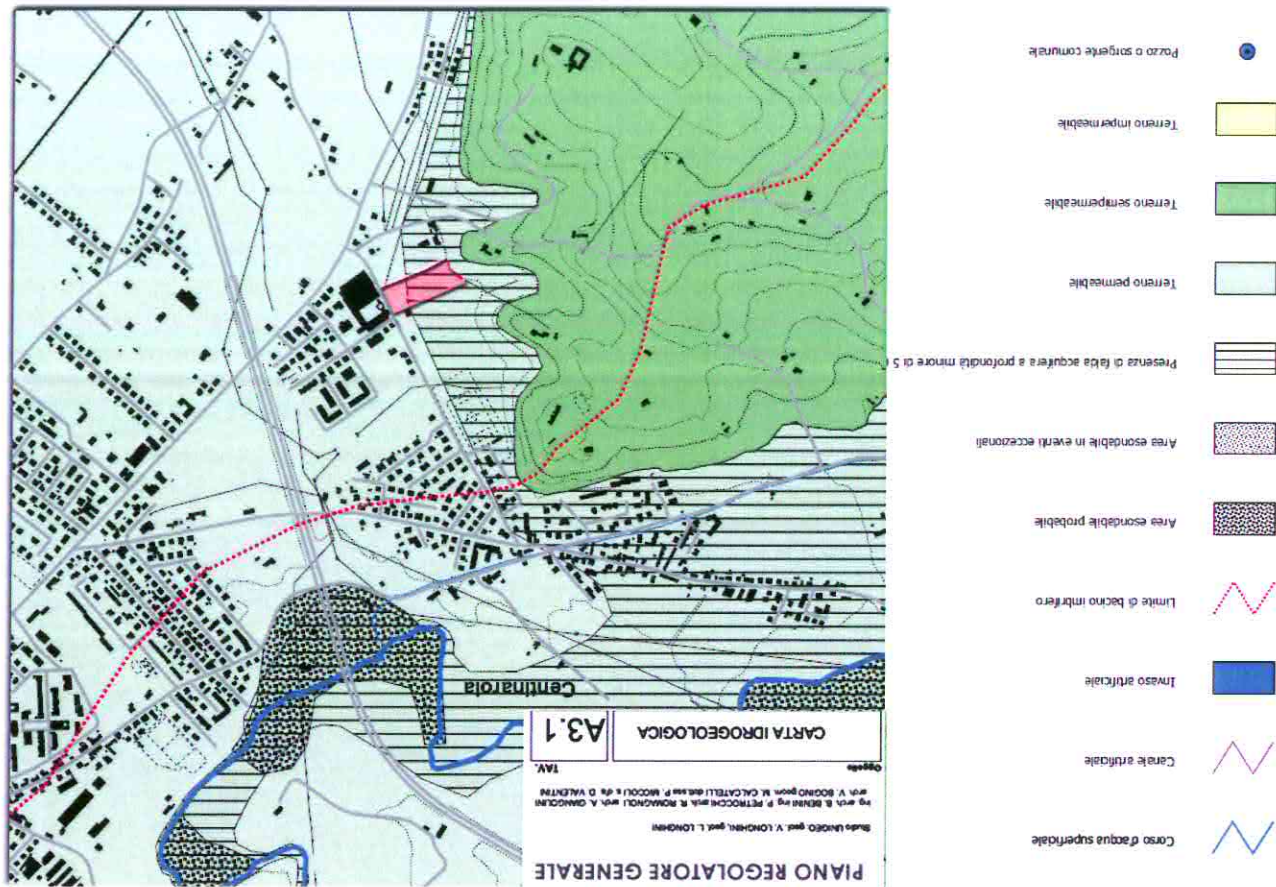 PIANO REGOLATORE GENERALE
Studio UNIGEO: geol. V. LONGHINI, geol. L. LONGHINI
ing. arch. B. BENINI ing. P. PETROCCHI arch. R. ROMAGNOLI arch. A. GIANGOLINI
arch. V. BOCINO geom. M. CALCATELLI dott.ssa P. MICCOLI s. dis. D. VALENTINI
Oggetto
TAV.
CARTA IDROGEOLOGICA
A3.1
Centinarola
Corso d'acqua superficiale
Canale artificiale
Invaso artificiale
Limite di bacino imbrifero
Area esondabile probabile
Area esondabile in eventi eccezionali
Presenza di falda acquifera a profondità minore di 5
Terreno permeabile
Terreno semipermeabile
Terreno impermeabile
Pozzo o sorgente comunale